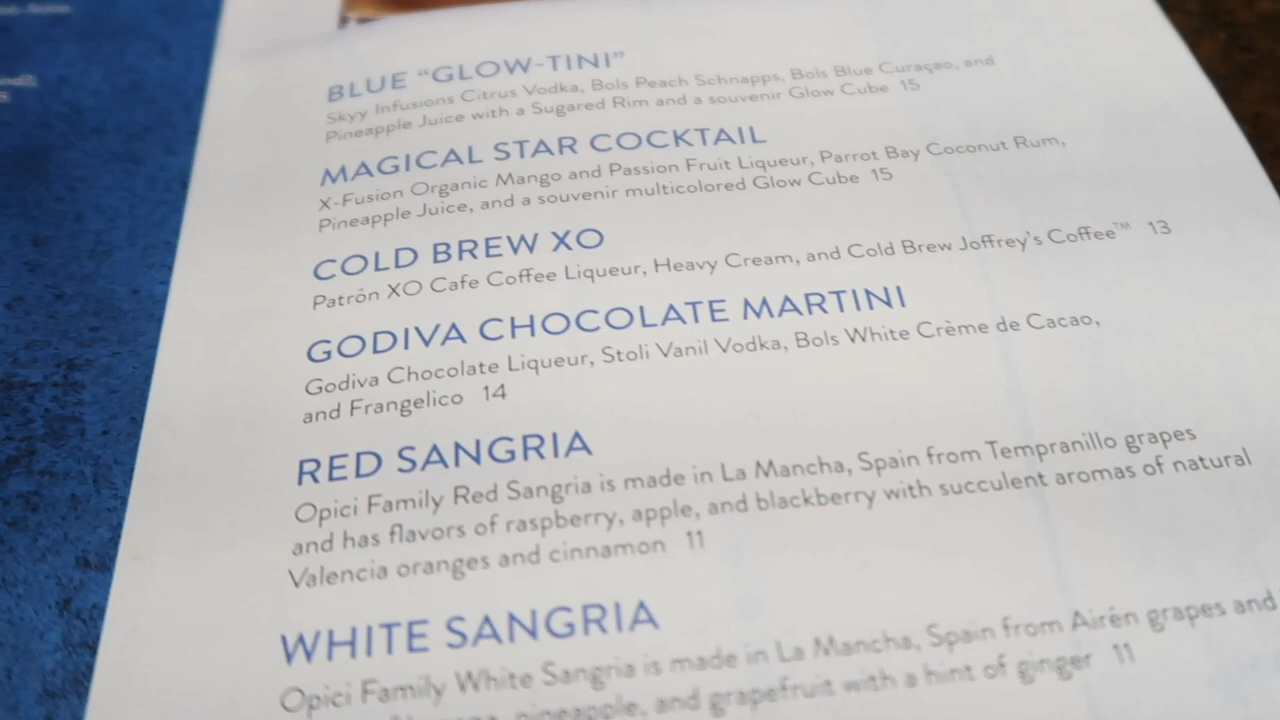 BLUE “GLOW-TINI”
Skyy Infusions Citrus Vodka, Bols Peach Schnapps, Bols Blue Curaçao, and
Pineapple Juice with a Sugared Rim and a souvenir Glow Cube 15
MAGICAL STAR COCKTAIL
X-Fusion Organic Mango and Passion Fruit Liqueur, Parrot Bay Coconut Rum,
Pineapple Juice, and a souvenir multicolored Glow Cube 15
COLD BREW XO
Patrón XO Cafe Coffee Liqueur, Heavy Cream, and Cold Brew Joffrey's Coffee™ 13
GODIVA CHOCOLATE MARTINI
Godiva Chocolate Liqueur, Stoli Vanil Vodka, Bols White Crème de Cacao,
and Frangelico 14
RED SANGRIA
Opici Family Red Sangria is made in La Mancha, Spain from Tempranillo grapes
and has flavors of raspberry, apple, and blackberry with succulent aromas of natural
Valencia oranges and cinnamon 11
WHITE SANGRIA
Opici Family White Sangria is made in La Mancha, Spain from Airén grapes and
pineapple, and grapefruit with a hint of ginger 11